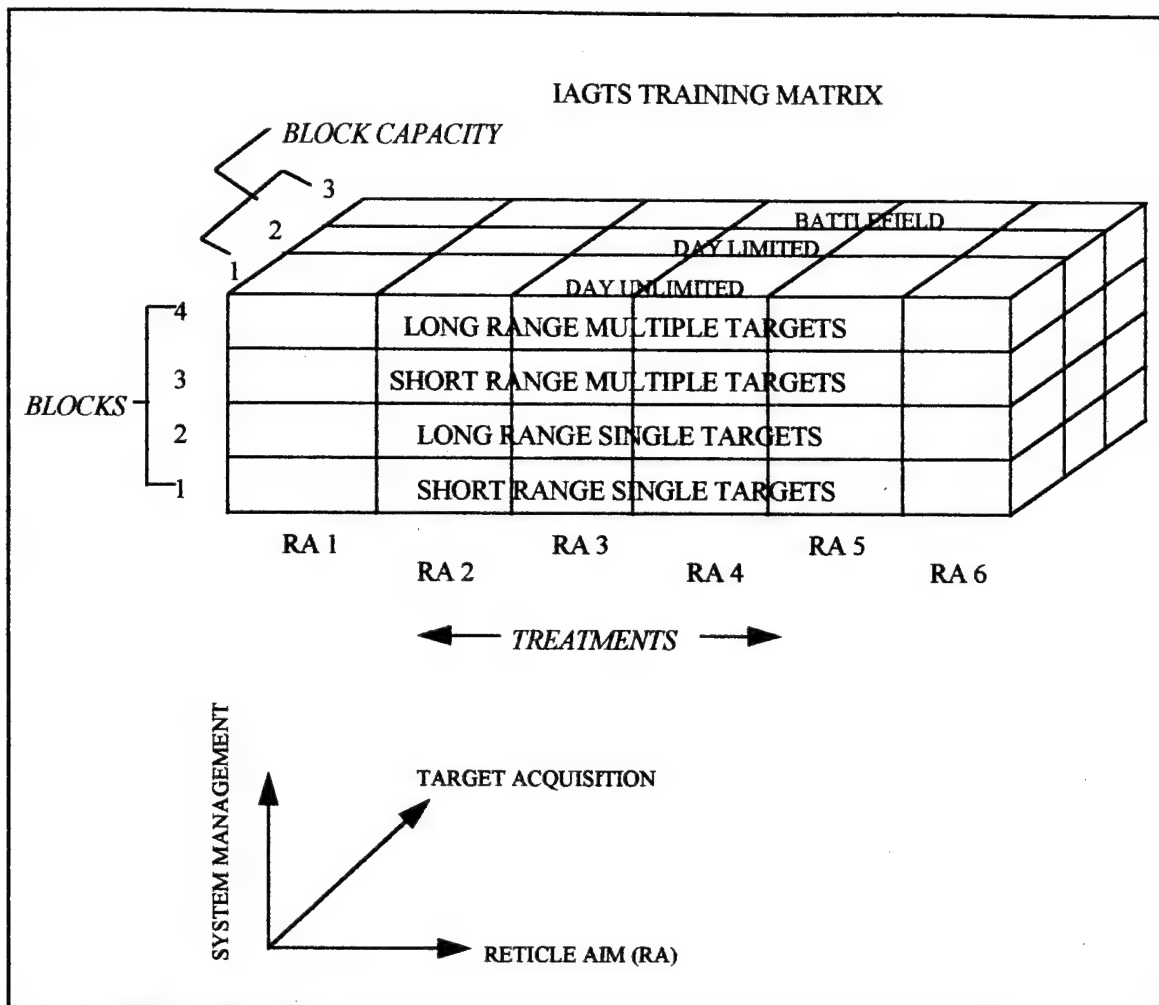 IAGTS TRAINING MATRIX
BLOCK CAPACITY
3
2
1
BATTLEFIELD
DAY LIMITED
DAY UNLIMITED
4
LONG RANGE MULTIPLE TARGETS
3
SHORT RANGE MULTIPLE TARGETS
BLOCKS
2
LONG RANGE SINGLE TARGETS
1
SHORT RANGE SINGLE TARGETS
RA 1
RA 2
RA 3
RA 4
RA 5
RA 6
TREATMENTS
SYSTEM MANAGEMENT
TARGET ACQUISITION
RETICLE AIM (RA)